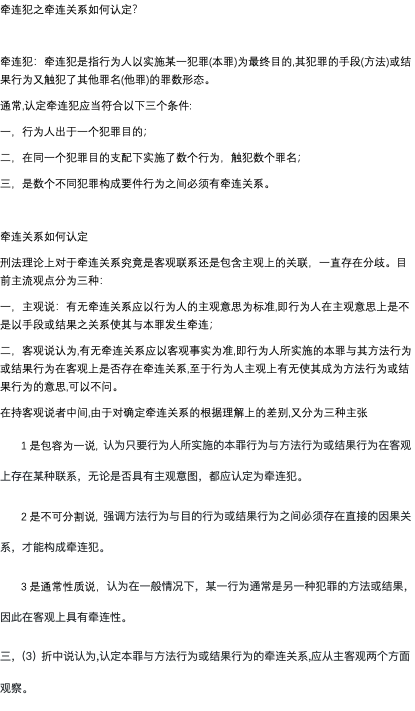 牵连犯之牵连关系如何认定?
牵连犯：牵连犯是指行为人以实施某一犯罪(本罪)为最终目的,其犯罪的手段(方法)或结
果行为又触犯了其他罪名(他罪)的罪数形态。
通常,认定牵连犯应当符合以下三个条件:
一，行为人出于一个犯罪目的;
二，在同一个犯罪目的支配下实施了数个行为，触犯数个罪名；
三，是数个不同犯罪构成要件行为之间必须有牵连关系。
牵连关系如何认定
刑法理论上对于牵连关系究竟是客观联系还是包含主观上的关联，一直存在分歧。目
前主流观点分为三种：
一，主观说：有无牵连关系应以行为人的主观意思为标准,即行为人在主观意思上是不
是以手段或结果之关系使其与本罪发生牵连；
二，客观说认为,有无牵连关系应以客观事实为准,即行为人所实施的本罪与其方法行为
或结果行为在客观上是否存在牵连关系,至于行为人主观上有无使其成为方法行为或结
果行为的意思,可以不问。
在持客观说者中间,由于对确定牵连关系的根据理解上的差别,又分为三种主张
1 是包容为一说, 认为只要行为人所实施的本罪行为与方法行为或结果行为在客观
上存在某种联系，无论是否具有主观意图，都应认定为牵连犯。
2 是不可分割说, 强调方法行为与目的行为或结果行为之间必须存在直接的因果关
系，才能构成牵连犯。
3 是通常性质说，认为在一般情况下，某一行为通常是另一种犯罪的方法或结果，
因此在客观上具有牵连性。
三，(3) 折中说认为,认定本罪与方法行为或结果行为的牵连关系,应从主客观两个方面
观察。